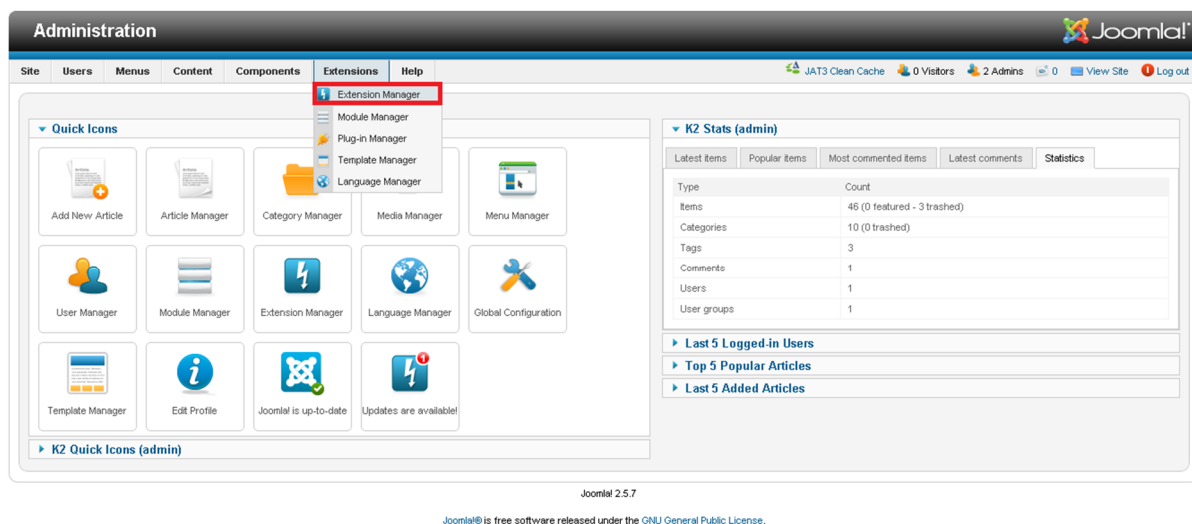 Administration
Joomla!
Site Users Menus Content Components Extensions Help
JAT3 Clean Cache 0 Visitors 2 Admins 0 View Site Log out
Extension Manager
Module Manager
Plug-in Manager
Template Manager
Language Manager
Quick Icons
Add New Article Article Manager Category Manager Media Manager Menu Manager
User Manager Module Manager Extension Manager Language Manager Global Configuration
1
Template Manager Edit Profile Joomla! is up-to-date Updates are available!
K2 Quick Icons (admin)
K2 Stats (admin)
Latest items Popular items Most commented items Latest comments Statistics
Type Count
Items 46 (0 featured - 3 trashed)
Categories 10 (0 trashed)
Tags 3
Comments 1
Users 1
User groups 1
Last 5 Logged-in Users
Top 5 Popular Articles
Last 5 Added Articles
Joomla! 2.5.7
Joomla!® is free software released under the GNU General Public License.